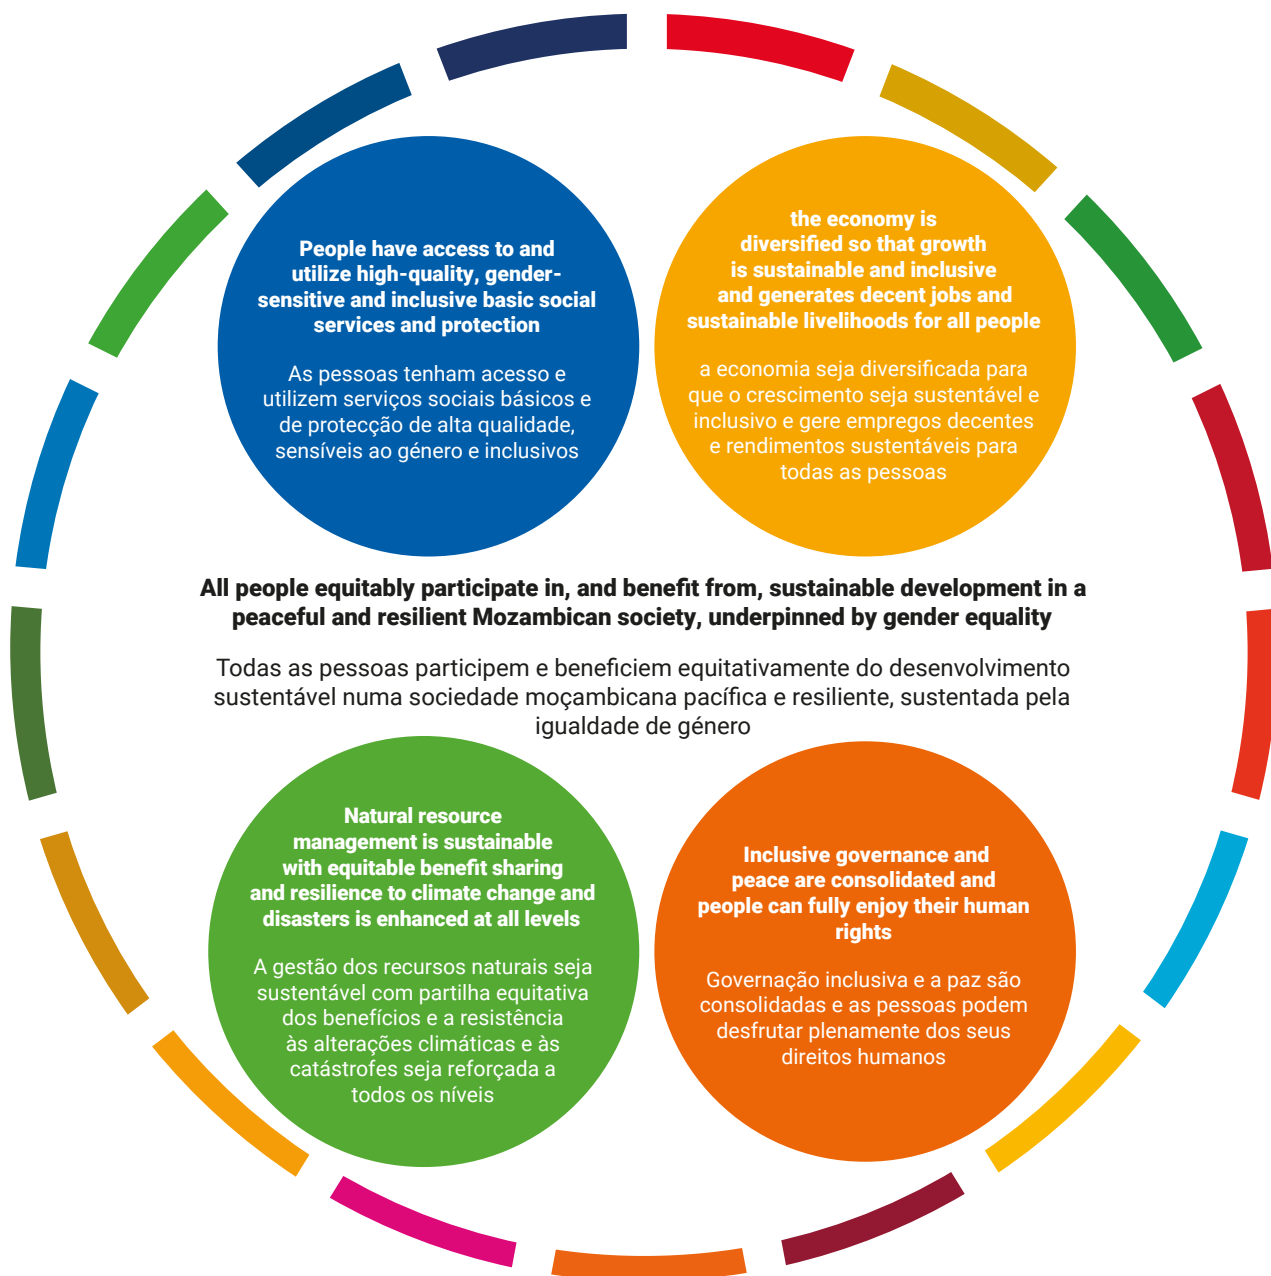 People have access to and
utilize high-quality, gender-
sensitive and inclusive basic social
services and protection
As pessoas tenham acesso e
utilizem serviços sociais básicos e
de protecção de alta qualidade,
sensíveis ao género e inclusivos
the economy is
diversified so that growth
is sustainable and inclusive
and generates decent jobs and
sustainable livelihoods for all people
a economia seja diversificada para
que o crescimento seja sustentável e
inclusivo e gere empregos decentes
e rendimentos sustentáveis para
todas as pessoas
All people equitably participate in, and benefit from, sustainable development in a
peaceful and resilient Mozambican society, underpinned by gender equality
Todas as pessoas participem e beneficiem equitativamente do desenvolvimento
sustentável numa sociedade moçambicana pacífica e resiliente, sustentada pela
igualdade de género
Natural resource
management is sustainable
with equitable benefit sharing
and resilience to climate change and
disasters is enhanced at all levels
A gestão dos recursos naturais seja
sustentável com partilha equitativa
dos benefícios e a resistência
às alterações climáticas e às
catástrofes seja reforçada a
todos os níveis
Inclusive governance and
peace are consolidated and
people can fully enjoy their human
rights
Governação inclusiva e a paz são
consolidadas e as pessoas podem
desfrutar plenamente dos seus
direitos humanos